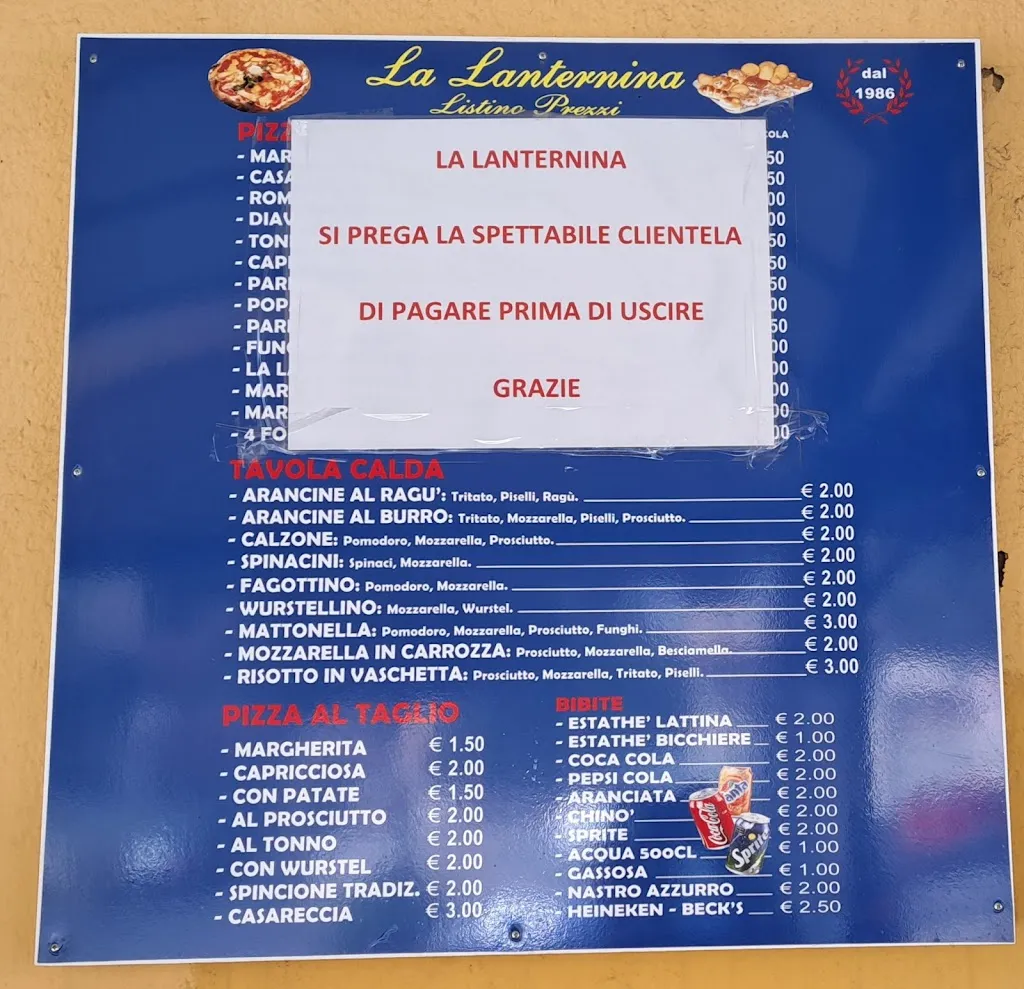 La Lanternina
Listino Prezzi
dal
1986
LA LANTERNINA
SI PREGA LA SPETTABILE CLIENTELA
DI PAGARE PRIMA DI USCIRE
GRAZIE
- 4 FO
TAVOLA CALDA
- ARANCINE AL RAGU': Tritato, Piselli, Ragù. € 2.00
- ARANCINE AL BURRO: Tritato, Mozzarella, Piselli, Prosciutto. € 2.00
- CALZONE: Pomodoro, Mozzarella, Prosciutto. € 2.00
- SPINACINI: Spinaci, Mozzarella. € 2.00
- FAGOTTINO: Pomodoro, Mozzarella. € 2.00
- WURSTELLINO: Mozzarella, Wurstel. € 2.00
- MATTONELLA: Pomodoro, Mozzarella, Prosciutto, Funghi. € 3.00
- MOZZARELLA IN CARROZZA: Prosciutto, Mozzarella, Besciamella. € 2.00
- RISOTTO IN VASCHETTA: Prosciutto, Mozzarella, Tritato, Piselli. € 3.00
PIZZA AL TAGLIO
- MARGHERITA € 1.50
- CAPRICCIOSA € 2.00
- CON PATATE € 1.50
- AL PROSCIUTTO € 2.00
- AL TONNO € 2.00
- CON WURSTEL € 2.00
- SPINCIONE TRADIZ. € 2.00
- CASARECCIA € 3.00
BIBITE
- ESTATHE' LATTINA € 2.00
- ESTATHE' BICCHIERE € 1.00
- COCA COLA € 2.00
- PEPSI COLA € 2.00
- ARANCIATA € 2.00
- CHINO' € 2.00
- SPRITE € 2.00
- ACQUA 500CL € 1.00
- GASSOSA € 1.00
- NASTRO AZZURRO € 2.00
- HEINEKEN - BECK'S € 2.50
Fanta
Coca-Cola
Sprite